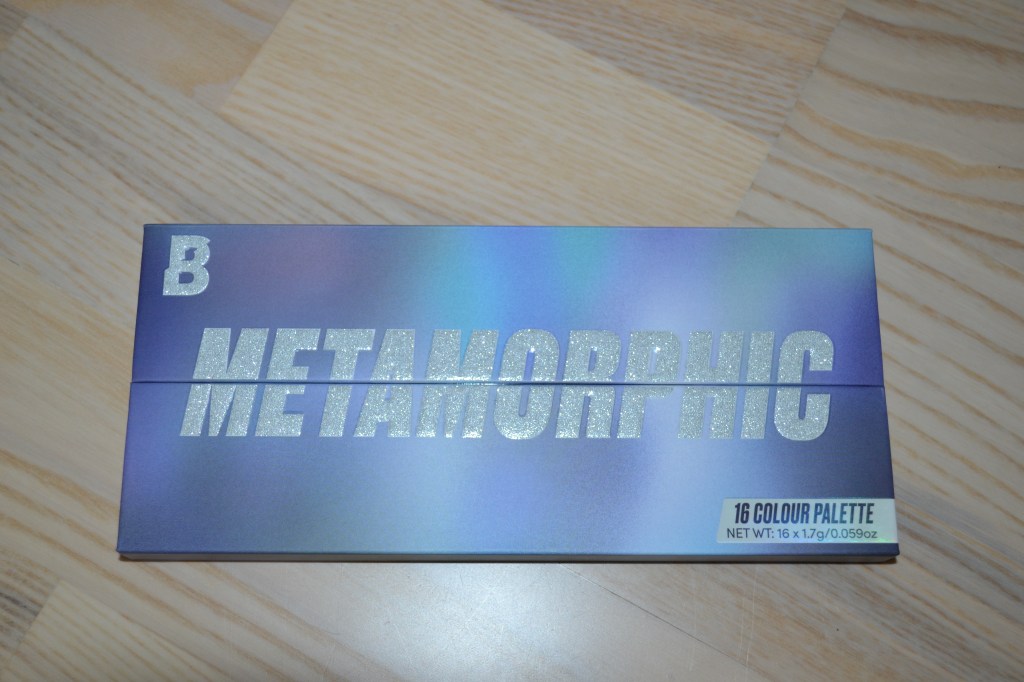 B
METAMORPHIC
16 COLOUR PALETTE
NET WT: 16 x 1.7g/0.059oz